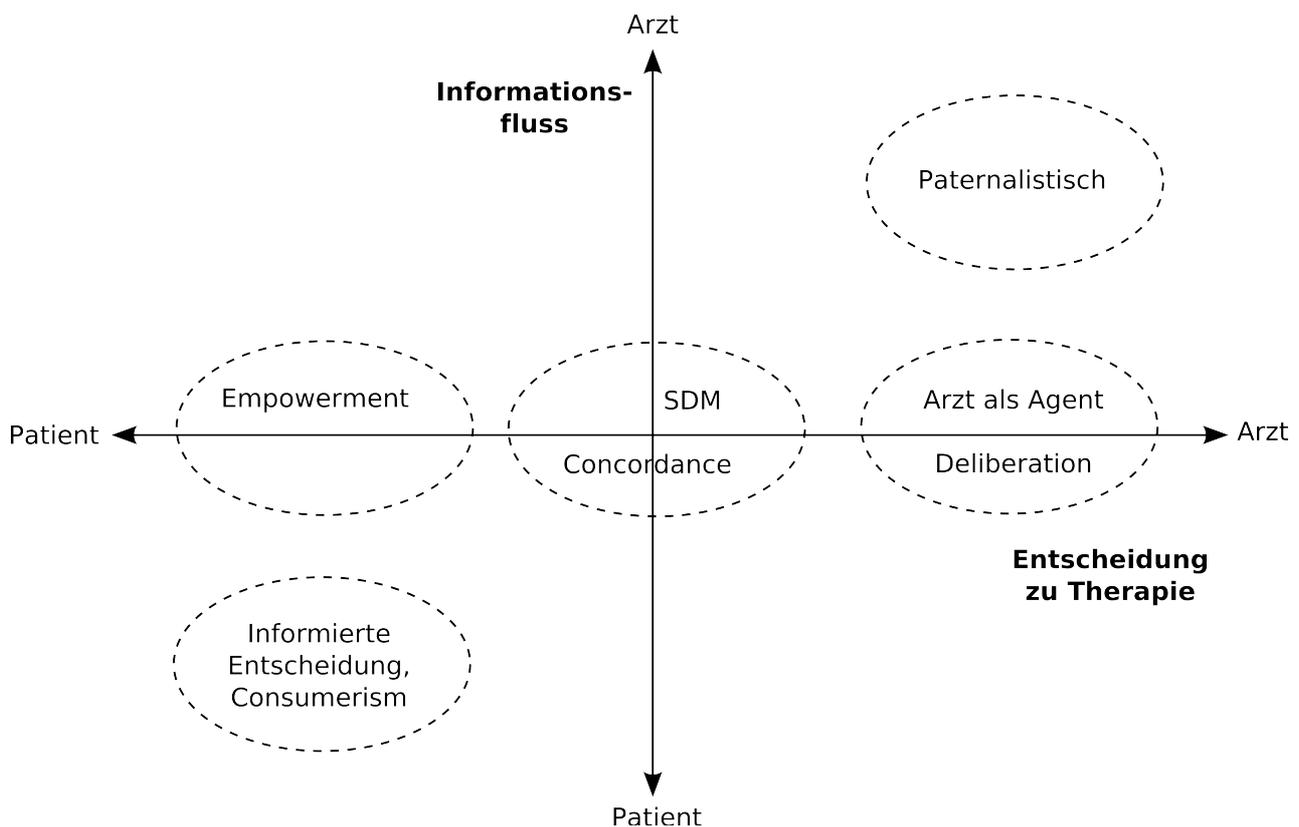 Arzt
Informations-
fluss
Paternalistisch
Empowerment
SDM
Arzt als Agent
Patient
Arzt
Concordance
Deliberation
Entscheidung
zu Therapie
Informierte
Entscheidung,
Consumerism
Patient